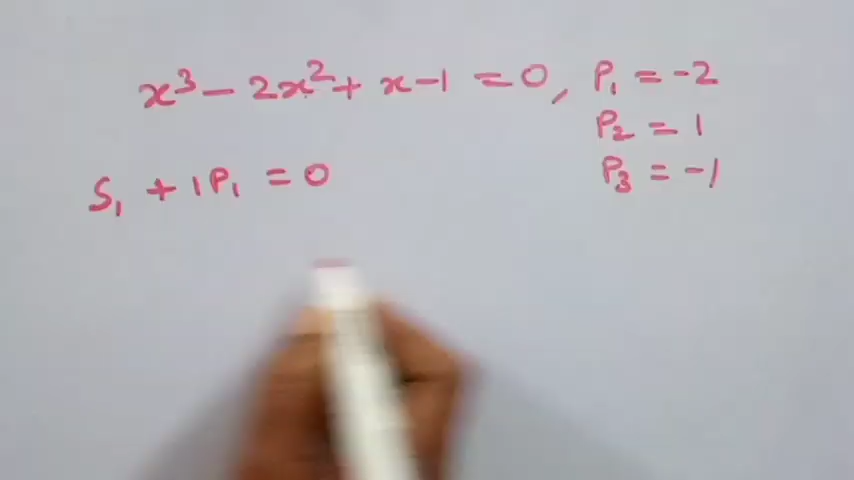 x³ - 2x² + x - 1 = 0, P₁ = -2
P₂ = 1
P₃ = -1
S₁ + 1P₁ = 0